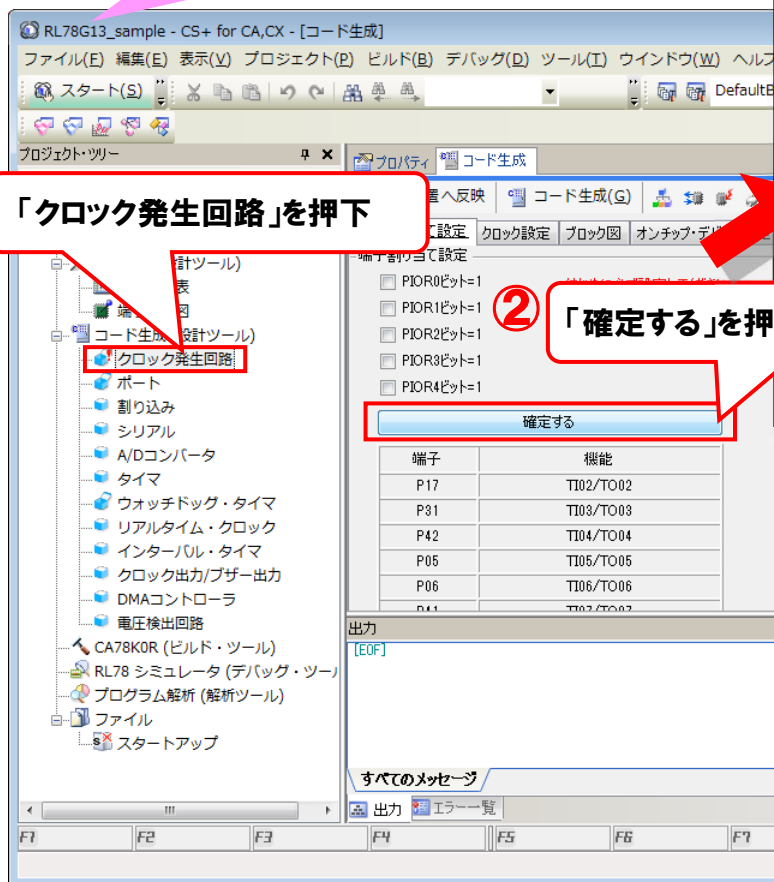 RL78G13_sample - CS+ for CA,CX - [コード生成]
ファイル(F) 編集(E) 表示(V) プロジェクト(P) ビルド(B) デバッグ(D) ツール(T) ウインドウ(W) ヘルプ
スタート(S) DefaultB
プロジェクト・ツリー
プロパティ コード生成
置へ反映 コード生成(G)
「クロック発生回路」を押下
て設定 クロック設定 ブロック図 オンチップ・デバ
端子割り当て設定
PIOR0ビット=1
PIOR1ビット=1
PIOR2ビット=1
PIOR3ビット=1
PIOR4ビット=1
②
「確定する」を押
確定する
端子 機能
P17 TI02/TO02
P31 TI03/TO03
P42 TI04/TO04
P05 TI05/TO05
P06 TI06/TO06
P41 TI07/TO07
計ツール)
表
端 図
コード生成 (設計ツール)
クロック発生回路
ポート
割り込み
シリアル
A/Dコンバータ
タイマ
ウォッチドッグ・タイマ
リアルタイム・クロック
インターバル・タイマ
クロック出力/ブザー出力
DMAコントローラ
電圧検出回路
CA78K0R (ビルド・ツール)
RL78 シミュレータ (デバッグ・ツール
プログラム解析 (解析ツール)
ファイル
スタートアップ
出力
[EOF]
すべてのメッセージ
出力 エラー一覧
F1 F2 F3 F4 F5 F6 F7